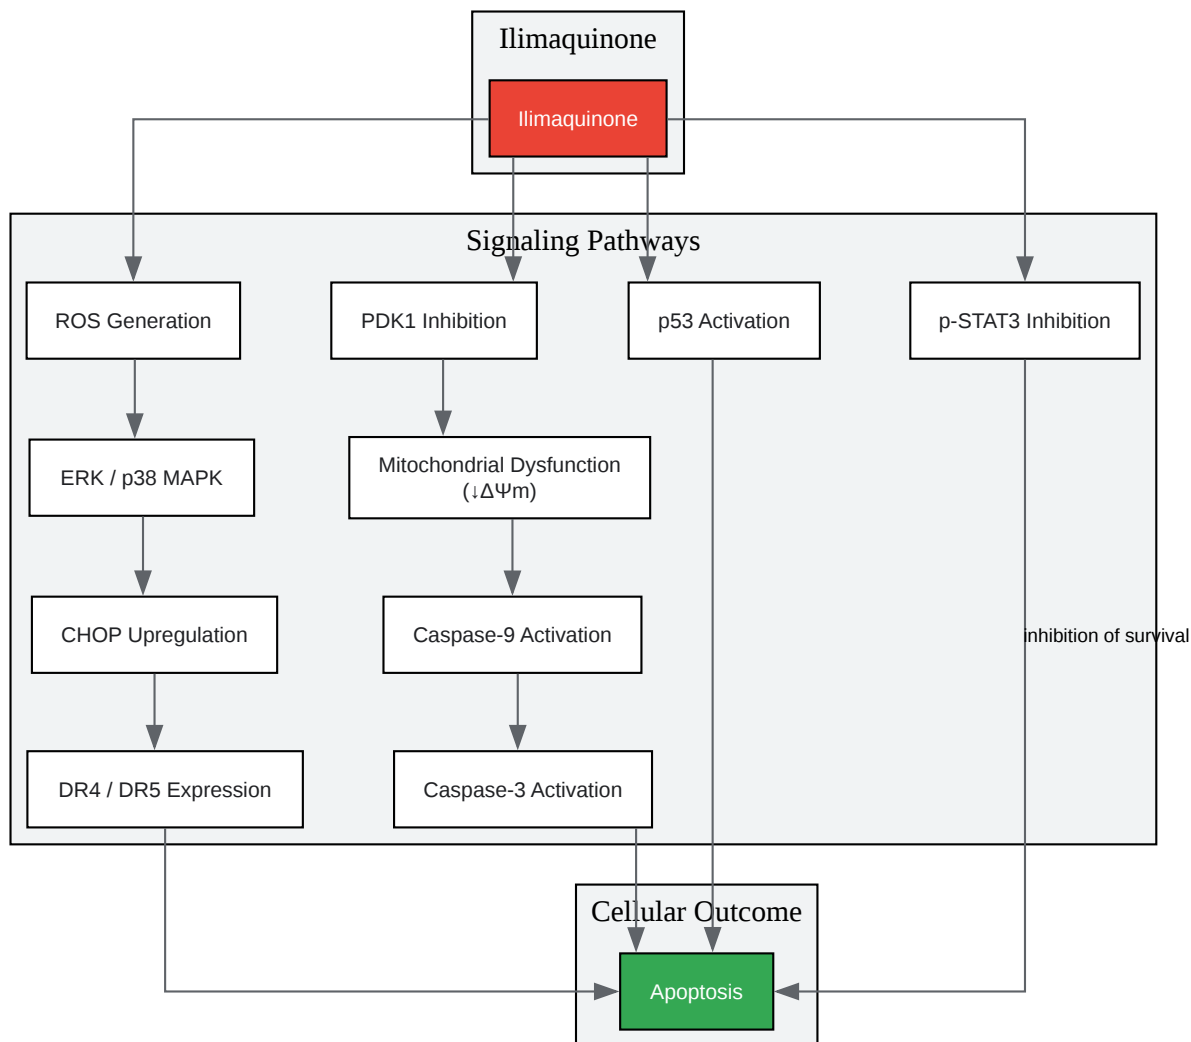 Ilimaquinone
Ilimaquinone
Signaling Pathways
ROS Generation
PDK1 Inhibition
p53 Activation
p-STAT3 Inhibition
ERK / p38 MAPK
Mitochondrial Dysfunction
(↓ΔΨm)
CHOP Upregulation
Caspase-9 Activation
inhibition of survival
DR4 / DR5 Expression
Caspase-3 Activation
Cellular Outcome
Apoptosis